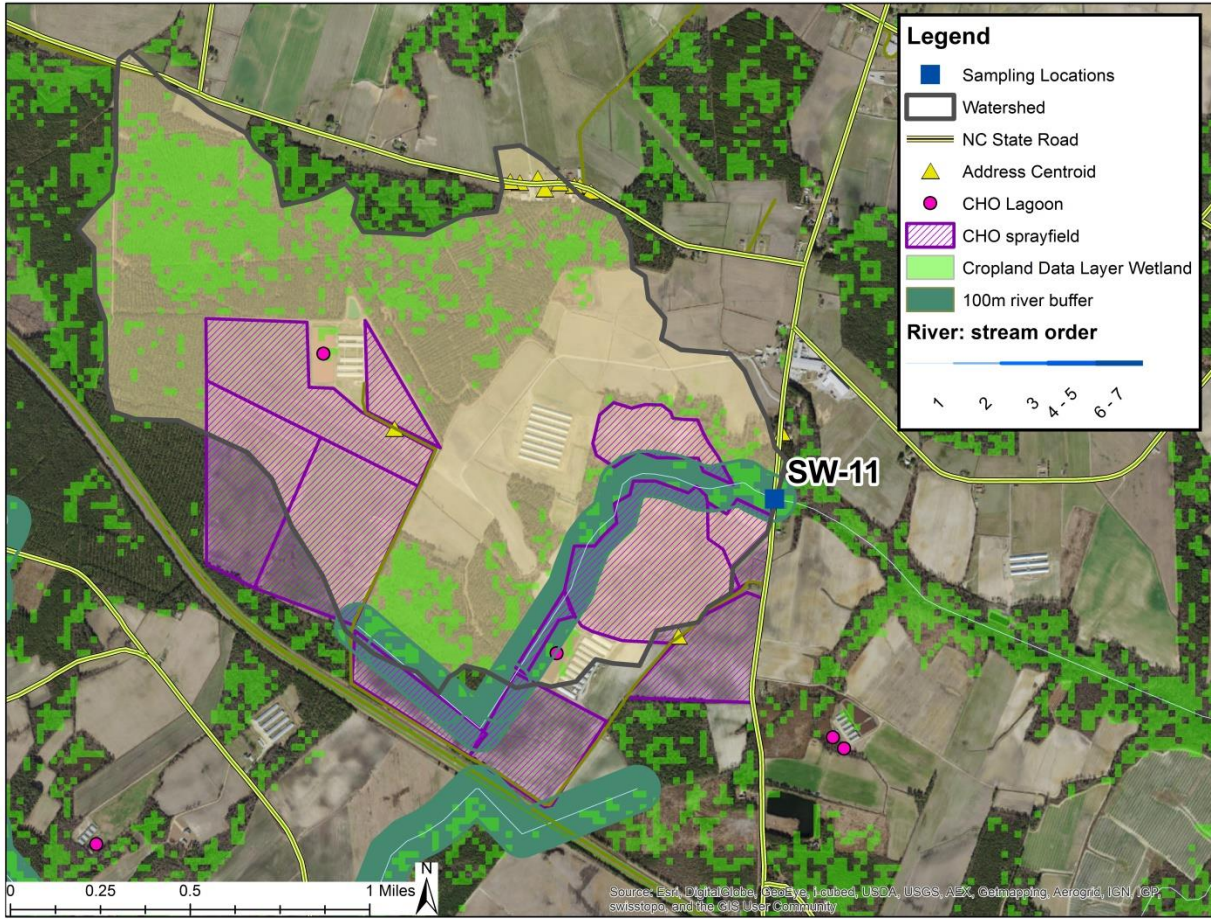 Legend
Sampling Locations
Watershed
NC State Road
Address Centroid
CHO Lagoon
CHO sprayfield
Cropland Data Layer Wetland
100m river buffer
River: stream order
1 2 3 4 - 5 6 - 7
SW-11
N
0 0.25 0.5 1 Miles
Source: Esri, DigitalGlobe, GeoEye, i-cubed, USDA, USGS, AEX, Getmapping, Aerogrid, IGN, IGP,
swisstopo, and the GIS User Community